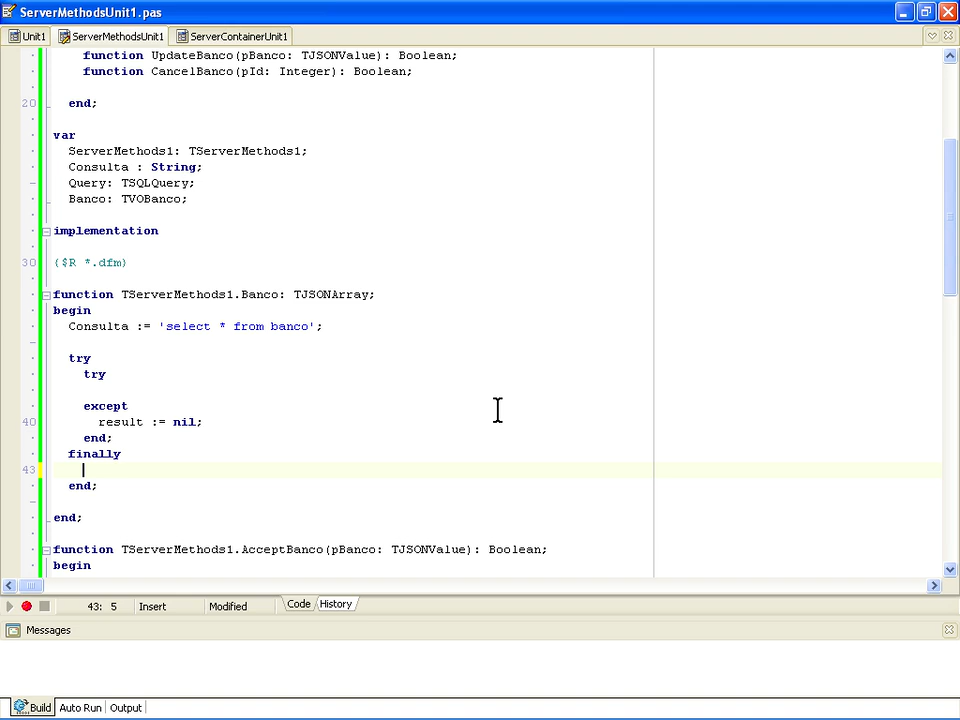 ServerMethodsUnit1.pas
Unit1 ServerMethodsUnit1 ServerContainerUnit1
function UpdateBanco(pBanco: TJSONValue): Boolean;
function CancelBanco(pId: Integer): Boolean;
20 end;
var
ServerMethods1: TServerMethods1;
Consulta : String;
Query: TSQLQuery;
Banco: TVOBanco;
implementation
30 {$R *.dfm}
function TServerMethods1.Banco: TJSONArray;
begin
Consulta := 'select * from banco';
try
try
except
40 result := nil;
end;
finally
43
end;
end;
function TServerMethods1.AcceptBanco(pBanco: TJSONValue): Boolean;
begin
43: 5 Insert Modified Code History
Messages
Build Auto Run Output